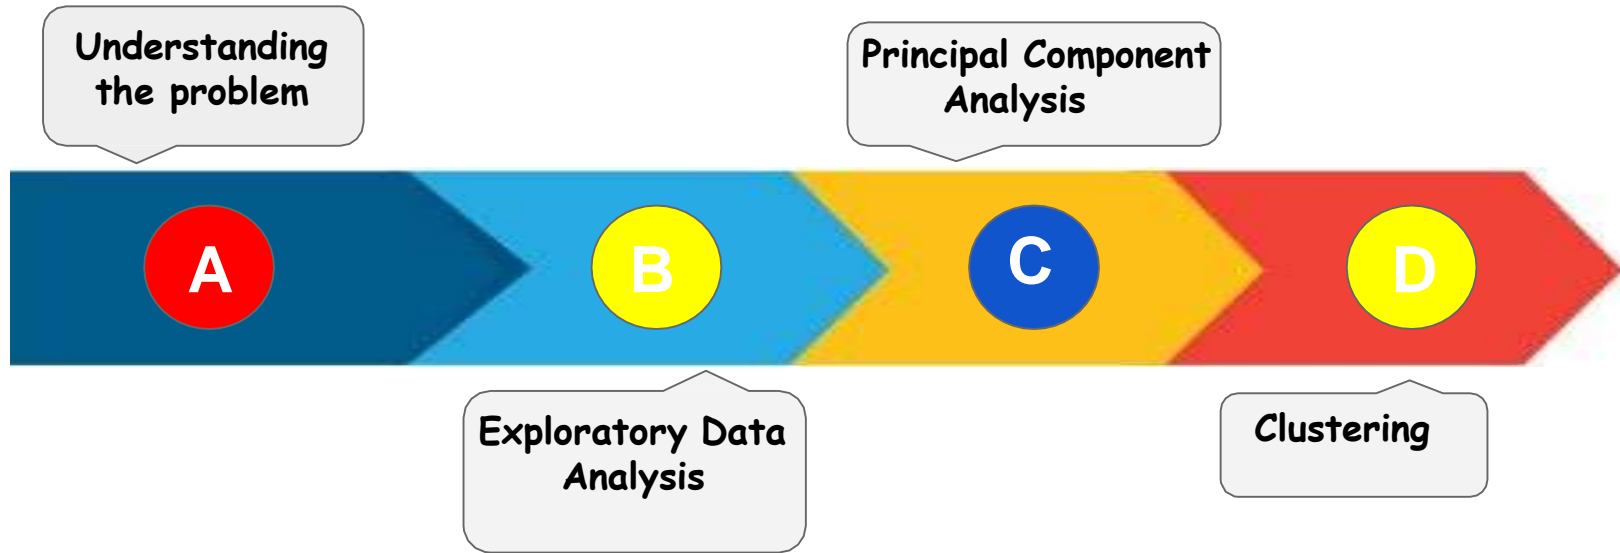 Understanding
the problem
Principal Component
Analysis
A
B
C
D
Exploratory Data
Analysis
Clustering